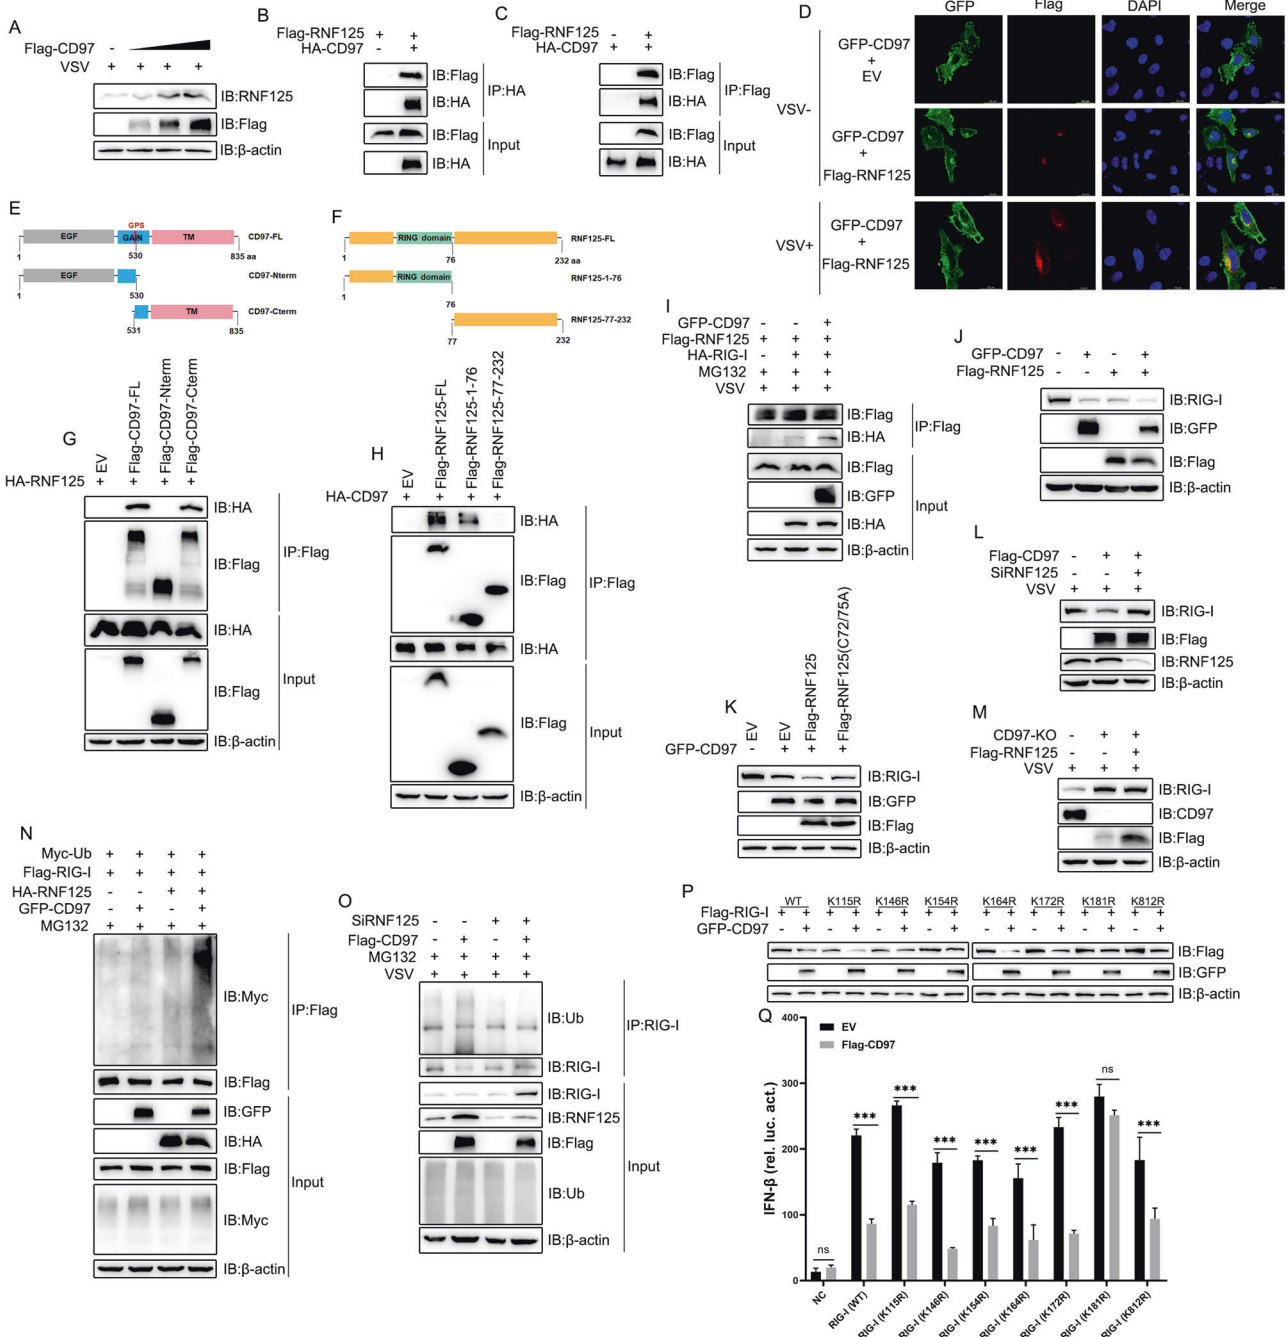 A
Flag-CD97 -
VSV + + + +
IB:RNF125
IB:Flag
IB:β-actin
B
Flag-RNF125 + +
HA-CD97 - +
IB:Flag
IB:HA
IP:HA
IB:Flag
IB:HA
Input
C
Flag-RNF125 - +
HA-CD97 + +
IB:Flag
IB:HA
IP:Flag
IB:Flag
IB:HA
Input
D
GFP Flag DAPI Merge
VSV-
GFP-CD97
+
EV
GFP-CD97
+
Flag-RNF125
VSV+
GFP-CD97
+
Flag-RNF125
E
GPS
EGF GAIN TM CD97-FL
1 530 835 aa
EGF CD97-Nterm
1 530
TM CD97-Cterm
531 835
F
RING domain RNF125-FL
1 76 232 aa
RING domain RNF125-1-76
1 76
RNF125-77-232
77 232
G
EV Flag-CD97-FL Flag-CD97-Nterm Flag-CD97-Cterm
HA-RNF125 + + + +
IB:HA
IB:Flag
IP:Flag
IB:HA
IB:Flag
IB:β-actin
Input
H
EV Flag-RNF125-FL Flag-RNF125-1-76 Flag-RNF125-77-232
HA-CD97 + + + +
IB:HA
IB:Flag
IP:Flag
IB:HA
IB:Flag
IB:β-actin
Input
I
GFP-CD97 - - +
Flag-RNF125 + + +
HA-RIG-I - + +
MG132 + + +
VSV + + +
IB:Flag
IB:HA
IP:Flag
IB:Flag
IB:GFP
IB:HA
IB:β-actin
Input
J
GFP-CD97 - + - +
Flag-RNF125 - - + +
IB:RIG-I
IB:GFP
IB:Flag
IB:β-actin
K
EV EV Flag-RNF125 Flag-RNF125(C72/75A)
GFP-CD97 - + + +
IB:RIG-I
IB:GFP
IB:Flag
IB:β-actin
L
Flag-CD97 - + +
SiRNF125 - - +
VSV + + +
IB:RIG-I
IB:Flag
IB:RNF125
IB:β-actin
M
CD97-KO - + +
Flag-RNF125 - - +
VSV + + +
IB:RIG-I
IB:CD97
IB:Flag
IB:β-actin
N
Myc-Ub + + + +
Flag-RIG-I + + + +
HA-RNF125 - - + +
GFP-CD97 - + - +
MG132 + + + +
IB:Myc
IB:Flag
IP:Flag
IB:GFP
IB:HA
IB:Flag
IB:Myc
IB:β-actin
Input
O
SiRNF125 - - + +
Flag-CD97 - + - +
MG132 + + + +
VSV + + + +
IB:Ub
IB:RIG-I
IP:RIG-I
IB:RIG-I
IB:RNF125
IB:Flag
IB:Ub
IB:β-actin
Input
P
WT K115R K146R K154R K164R K172R K181R K812R
Flag-RIG-I + + + + + + + + + + + + + + + +
GFP-CD97 - + - + - + - + - + - + - + - +
IB:Flag
IB:GFP
IB:β-actin
Q
EV
Flag-CD97
IFN-β (rel. luc. act.)
400
300
200
100
0
ns *** *** *** *** *** *** ns ***
NC RIG-I (WT) RIG-I (K115R) RIG-I (K146R) RIG-I (K154R) RIG-I (K164R) RIG-I (K172R) RIG-I (K181R) RIG-I (K812R)